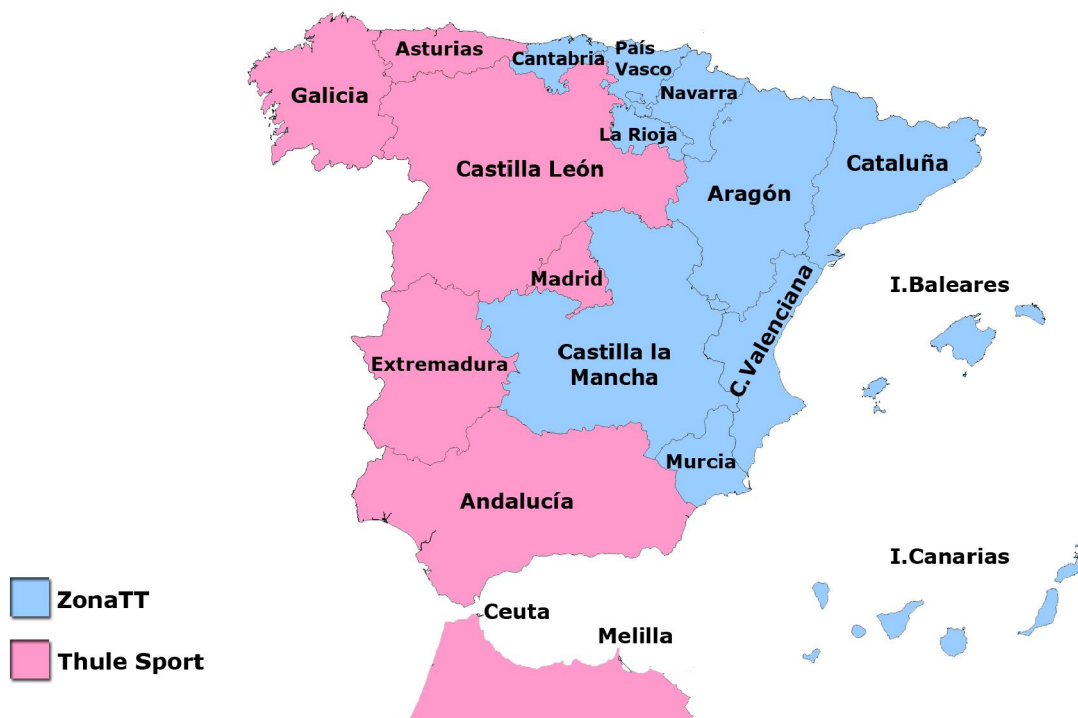 Asturias
Cantabria
País
Vasco
Galicia
Navarra
La Rioja
Castilla León
Cataluña
Aragón
Madrid
I.Baleares
C.Valenciana
Castilla la
Mancha
Extremadura
Murcia
Andalucía
I.Canarias
ZonaTT
Ceuta
Melilla
Thule Sport